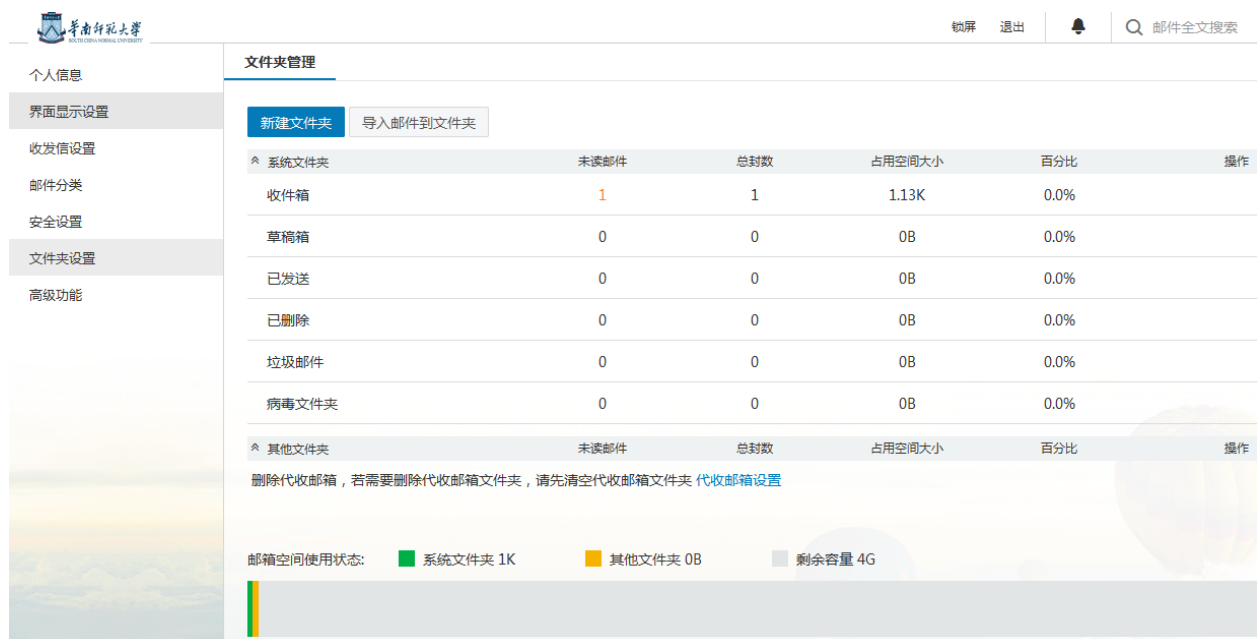 华南师范大学
SOUTH CHINA NORMAL UNIVERSITY
锁屏 退出 邮件全文搜索
个人信息
界面显示设置
收发信设置
邮件分类
安全设置
文件夹设置
高级功能
文件夹管理
新建文件夹 导入邮件到文件夹
系统文件夹 未读邮件 总封数 占用空间大小 百分比 操作
收件箱 1 1 1.13K 0.0%
草稿箱 0 0 0B 0.0%
已发送 0 0 0B 0.0%
已删除 0 0 0B 0.0%
垃圾邮件 0 0 0B 0.0%
病毒文件夹 0 0 0B 0.0%
其他文件夹 未读邮件 总封数 占用空间大小 百分比 操作
删除代收邮箱，若需要删除代收邮箱文件夹，请先清空代收邮箱文件夹 代收邮箱设置
邮箱空间使用状态: 系统文件夹 1K 其他文件夹 0B 剩余容量 4G